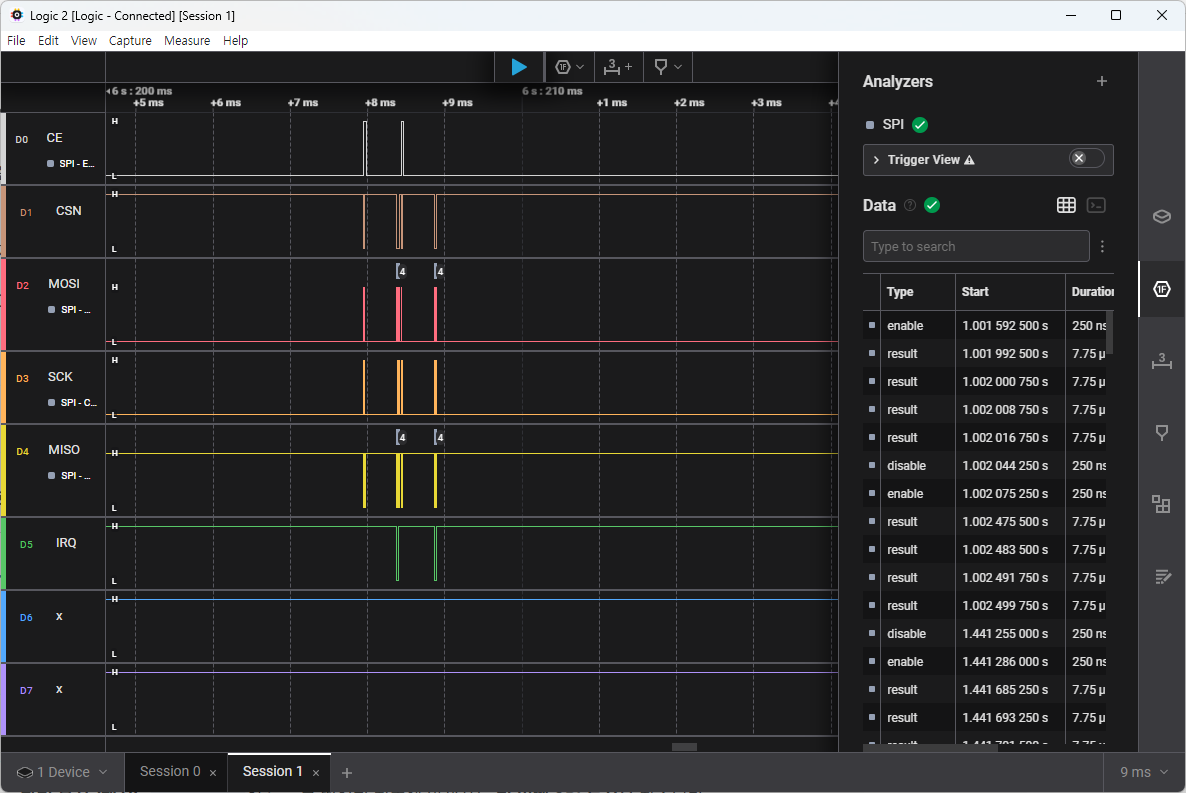 Logic 2 [Logic - Connected] [Session 1]
File Edit View Capture Measure Help
1F 3 +
6 s : 200 ms 6 s : 210 ms
+5 ms +6 ms +7 ms +8 ms +9 ms +1 ms +2 ms +3 ms
D0 CE H
SPI - E... L
D1 CSN H
L
D2 MOSI H 4 4
SPI - ... L
D3 SCK H
SPI - C... L
D4 MISO H 4 4
SPI - ... L
D5 IRQ H
L
D6 x H
L
D7 x H
L
Analyzers +
SPI
Trigger View
Data ?
Type to search
Type Start Duration
enable 1.001 592 500 s 250 ns
result 1.001 992 500 s 7.75 µ
result 1.002 000 750 s 7.75 µ
result 1.002 008 750 s 7.75 µ
result 1.002 016 750 s 7.75 µ
disable 1.002 044 250 s 250 ns
enable 1.002 075 250 s 250 ns
result 1.002 475 500 s 7.75 µ
result 1.002 483 500 s 7.75 µ
result 1.002 491 750 s 7.75 µ
result 1.002 499 750 s 7.75 µ
disable 1.441 255 000 s 250 ns
enable 1.441 286 000 s 250 ns
result 1.441 685 250 s 7.75 µ
result 1.441 693 250 s 7.75 µ
1F
3
1 Device Session 0 × Session 1 × + 9 ms